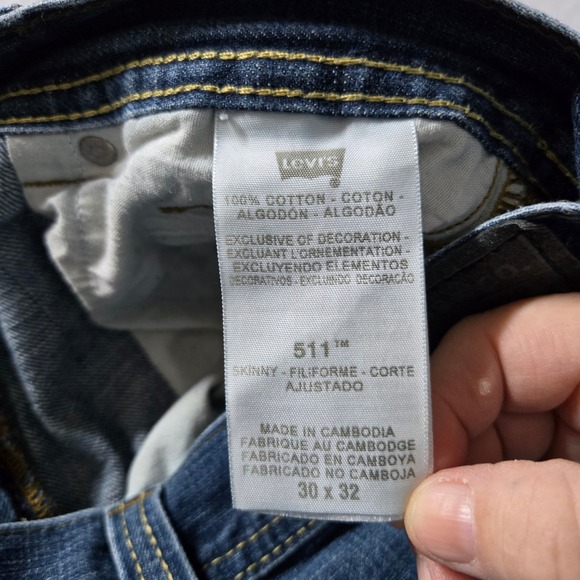 Levi's
®
100% COTTON - COTON -
ALGODÓN - ALGODÃO
EXCLUSIVE OF DECORATION -
EXCLUANT L'ORNEMENTATION -
EXCLUYENDO ELEMENTOS
DECORATIVOS - EXCLUINDO DECORAÇÃO
511™
SKINNY - FILIFORME - CORTE
AJUSTADO
MADE IN CAMBODIA
FABRIQUE AU CAMBODGE
FABRICADO EN CAMBOYA
FABRICADO NO CAMBOJA
30 x 32